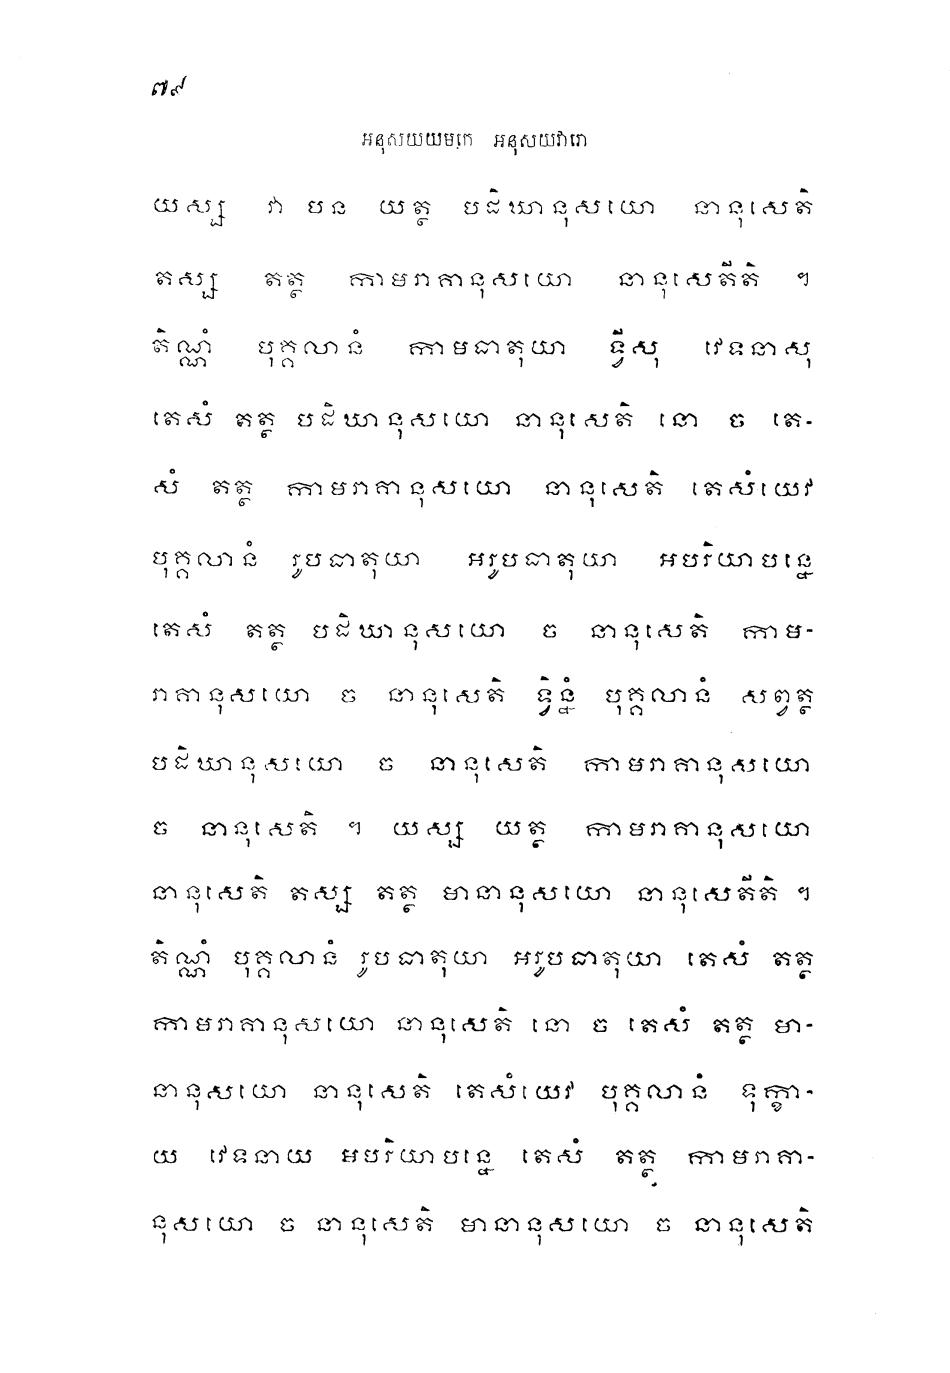 ៧៩
អនុសយយមកេ អនុសយវារោ
យស្ស វា បន យត្ថ បដិឃានុសយោ នានុសេតិ
តស្ស តត្ថ កាមរាគានុសយោ នានុសេតីតិ ។
តិណ្ណំ បុគ្គលានំ កាមធាតុយា ទ្វីសុ វេទនាសុ
តេសំ តត្ថ បដិឃានុសយោ នានុសេតិ នោ ច តេ-
សំ តត្ថ កាមរាគានុសយោ នានុសេតិ តេសំយេវ
បុគ្គលានំ រូបធាតុយា អរូបធាតុយា អបរិយាបន្នេ
តេសំ តត្ថ បដិឃានុសយោ ច នានុសេតិ កាម-
រាគានុសយោ ច នានុសេតិ ទ្វិន្នំ បុគ្គលានំ សព្វត្ថ
បដិឃានុសយោ ច នានុសេតិ កាមរាគានុសយោ
ច នានុសេតិ ។ យស្ស យត្ថ កាមរាគានុសយោ
នានុសេតិ តស្ស តត្ថ មានានុសយោ នានុសេតីតិ ។
តិណ្ណំ បុគ្គលានំ រូបធាតុយា អរូបធាតុយា តេសំ តត្ថ
កាមរាគានុសយោ នានុសេតិ នោ ច តេសំ តត្ថ មា-
នានុសយោ នានុសេតិ តេសំយេវ បុគ្គលានំ ទុក្ខា-
យ វេទនាយ អបរិយាបន្នេ តេសំ តត្ថ កាមរាគា-
នុសយោ ច នានុសេតិ មានានុសយោ ច នានុសេតិ